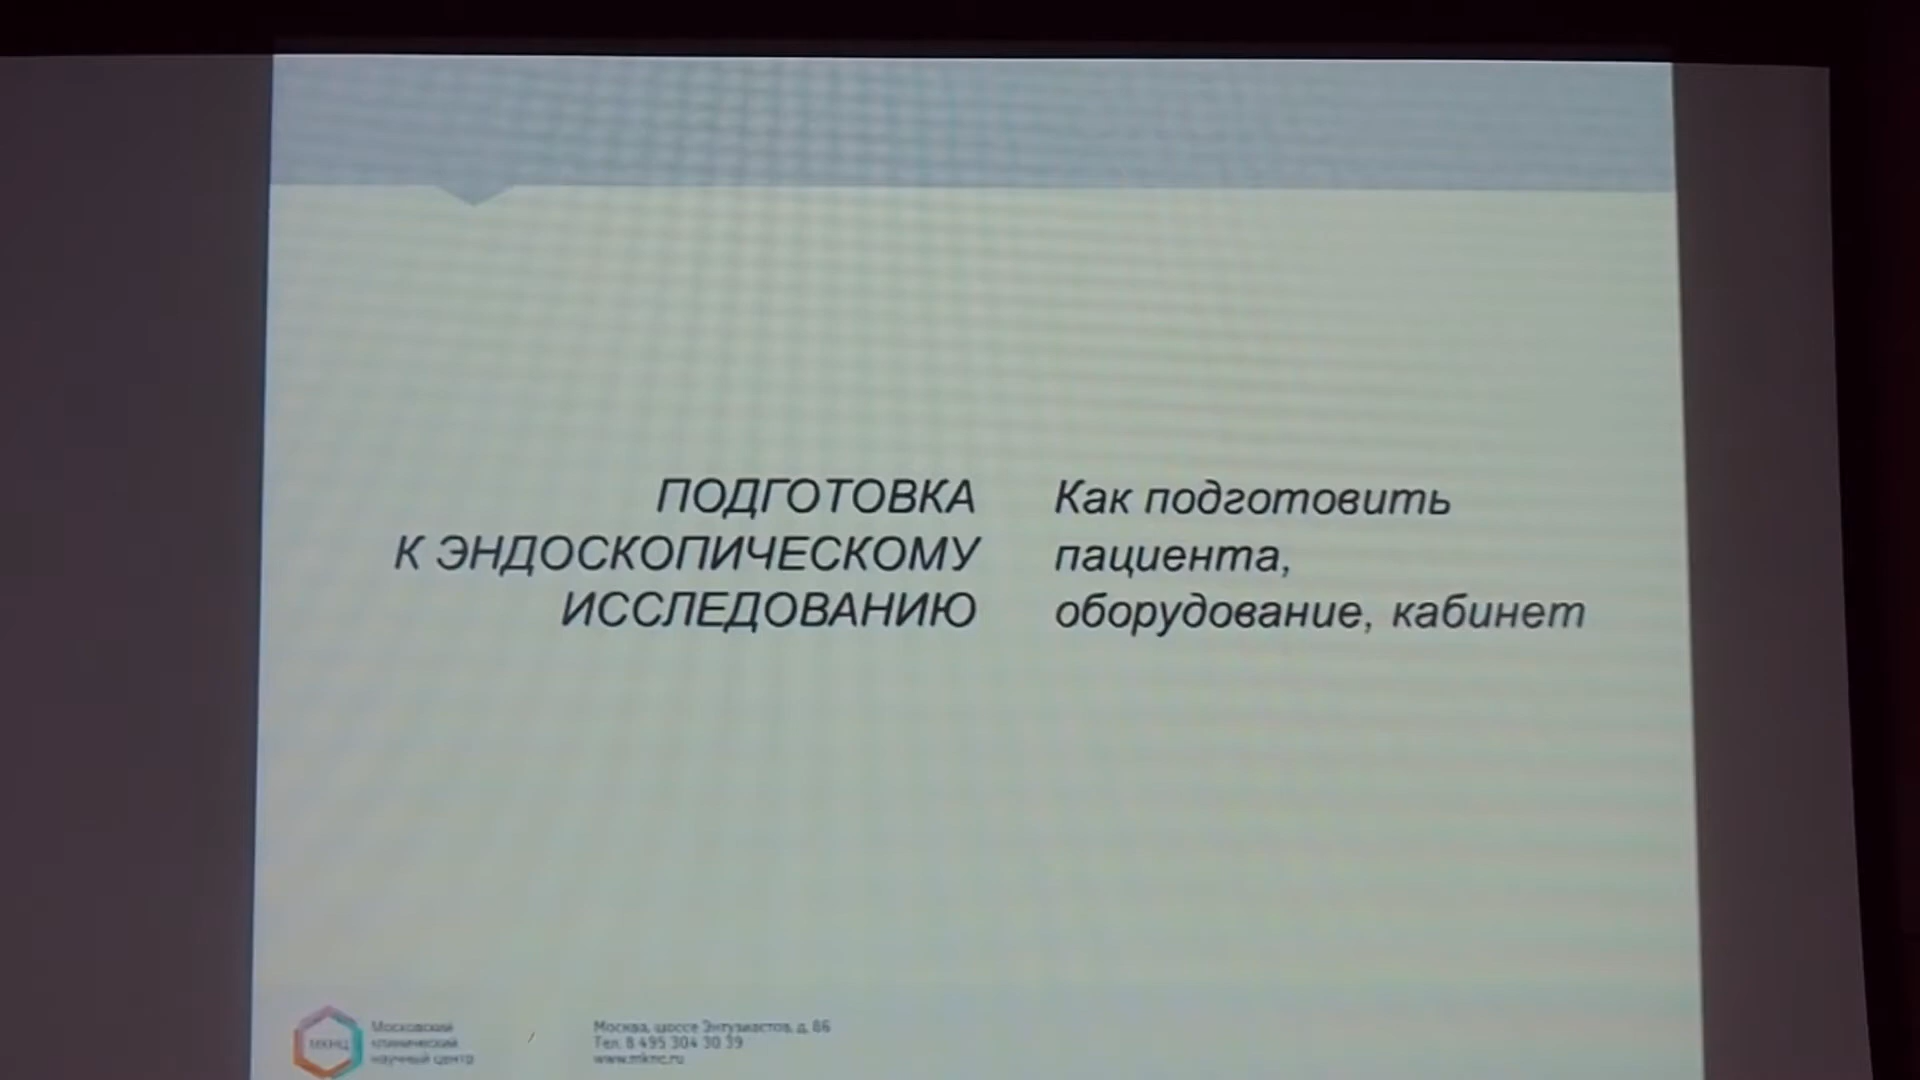 ПОДГОТОВКА
К ЭНДОСКОПИЧЕСКОМУ
ИССЛЕДОВАНИЮ
Как подготовить
пациента,
оборудование, кабинет
МКНЦ
Московский
клинический
научный центр
Москва, шоссе Энтузиастов, д. 86
Тел. 8 495 304 30 39
www.mknc.ru